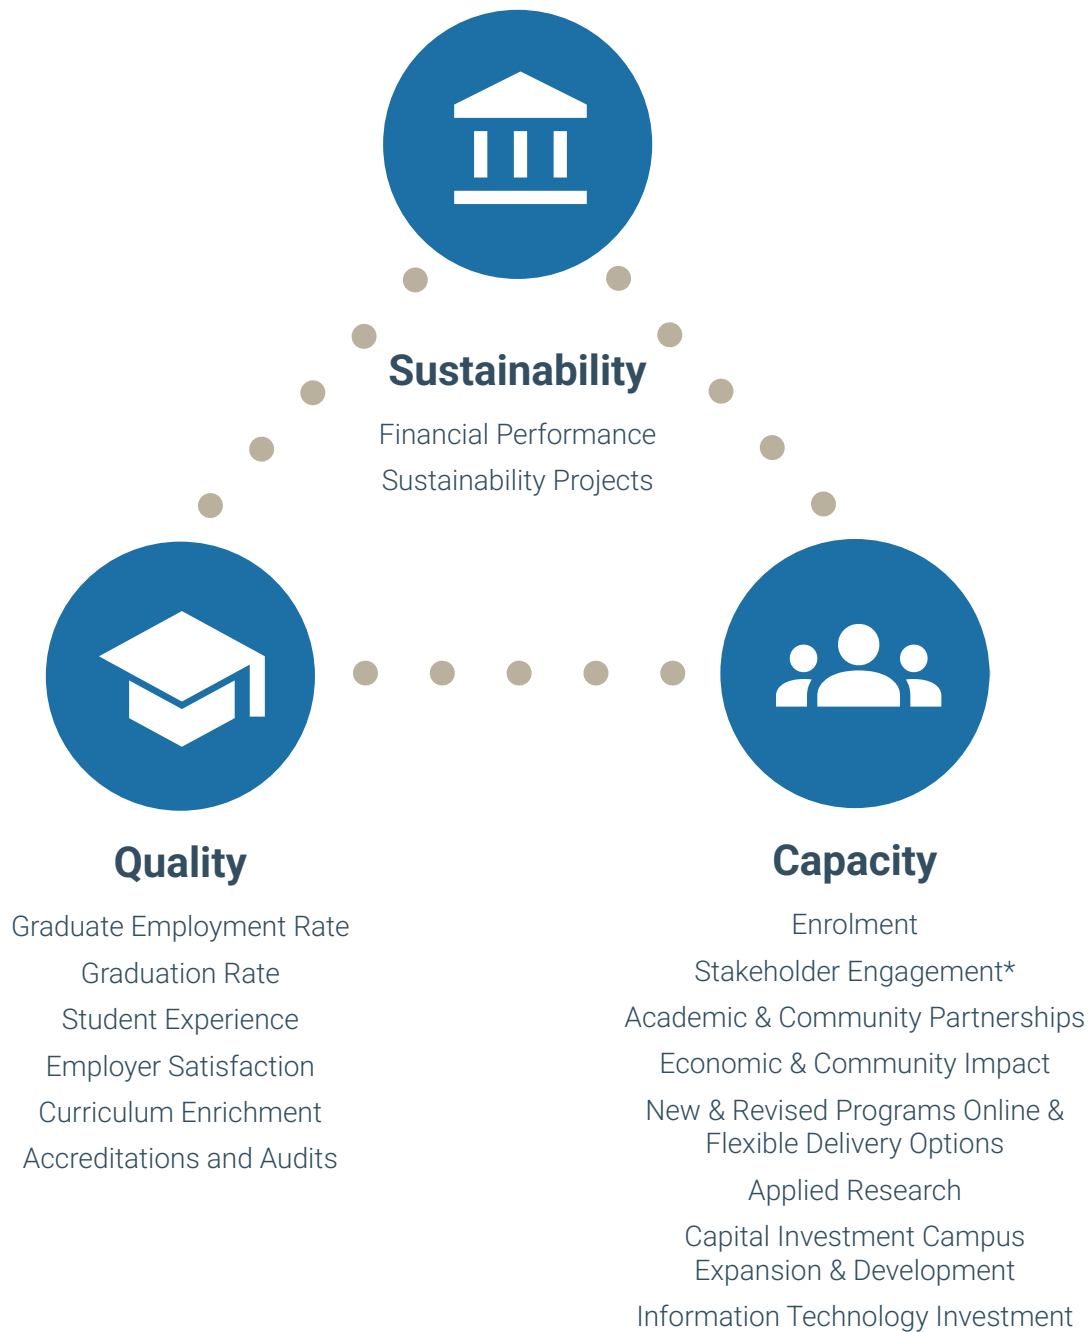 Sustainability
Financial Performance
Sustainability Projects
Quality
Graduate Employment Rate
Graduation Rate
Student Experience
Employer Satisfaction
Curriculum Enrichment
Accreditations and Audits
Capacity
Enrolment
Stakeholder Engagement*
Academic & Community Partnerships
Economic & Community Impact
New & Revised Programs Online &
Flexible Delivery Options
Applied Research
Capital Investment Campus
Expansion & Development
Information Technology Investment